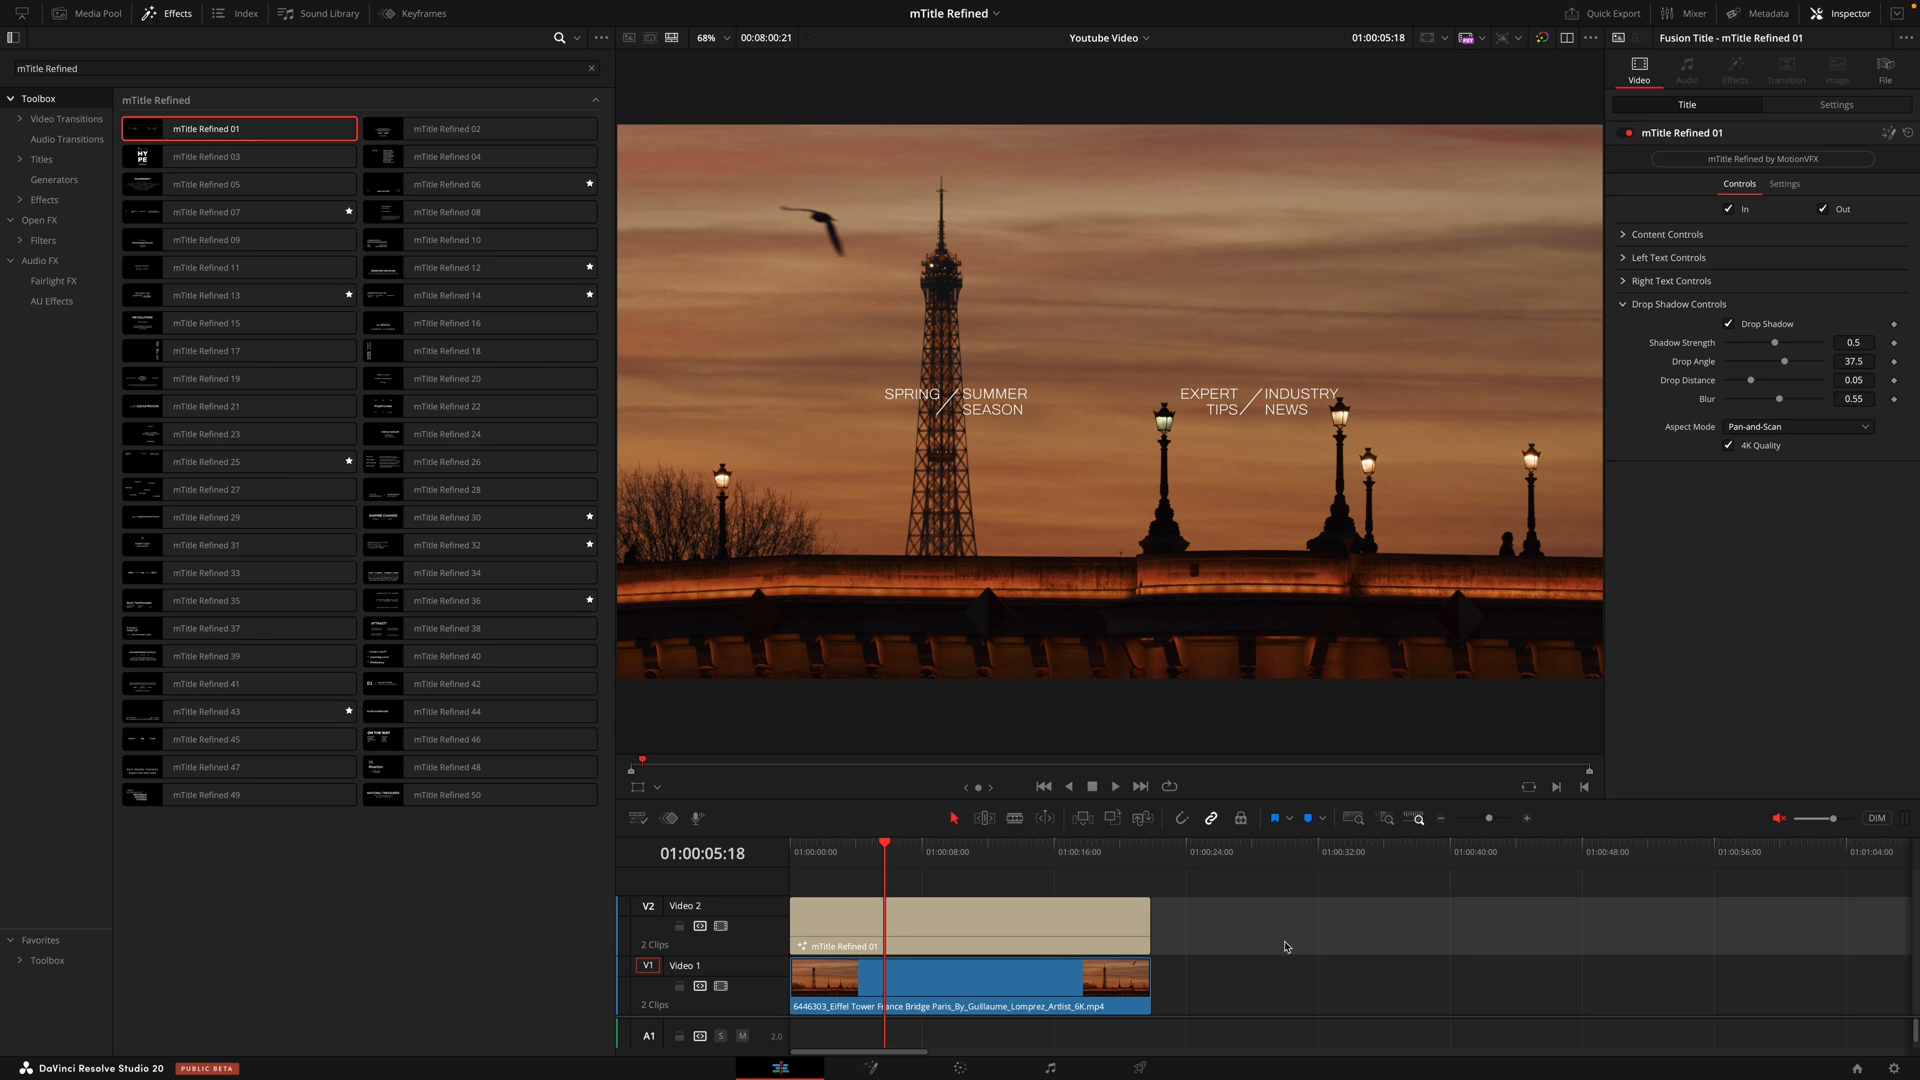 Media Pool
Effects
Index
Sound Library
Keyframes
mTitle Refined
Quick Export
Mixer
Metadata
Inspector
68%
00:08:00:21
Youtube Video
01:00:05:18
Fusion Title - mTitle Refined 01
mTitle Refined
Toolbox
Video Transitions
Audio Transitions
Titles
Generators
Effects
Open FX
Filters
Audio FX
Fairlight FX
AU Effects
Favorites
Toolbox
mTitle Refined
mTitle Refined 01
mTitle Refined 02
HY
PE
mTitle Refined 03
mTitle Refined 04
mTitle Refined 05
mTitle Refined 06
mTitle Refined 07
mTitle Refined 08
mTitle Refined 09
mTitle Refined 10
mTitle Refined 11
mTitle Refined 12
mTitle Refined 13
mTitle Refined 14
mTitle Refined 15
mTitle Refined 16
mTitle Refined 17
mTitle Refined 18
mTitle Refined 19
mTitle Refined 20
mTitle Refined 21
mTitle Refined 22
mTitle Refined 23
mTitle Refined 24
mTitle Refined 25
mTitle Refined 26
mTitle Refined 27
mTitle Refined 28
mTitle Refined 29
mTitle Refined 30
mTitle Refined 31
mTitle Refined 32
mTitle Refined 33
mTitle Refined 34
mTitle Refined 35
mTitle Refined 36
mTitle Refined 37
mTitle Refined 38
mTitle Refined 39
mTitle Refined 40
mTitle Refined 41
mTitle Refined 42
mTitle Refined 43
mTitle Refined 44
mTitle Refined 45
ON THE WAY
mTitle Refined 46
mTitle Refined 47
mTitle Refined 48
mTitle Refined 49
mTitle Refined 50
SPRING SUMMER
SEASON
EXPERT INDUSTRY
TIPS NEWS
Video
Audio
Effects
Transition
Image
File
Title
Settings
mTitle Refined 01
mTitle Refined by MotionVFX
Controls
Settings
In
Out
Content Controls
Left Text Controls
Right Text Controls
Drop Shadow Controls
Drop Shadow
Shadow Strength 0.5
Drop Angle 37.5
Drop Distance 0.05
Blur 0.55
Aspect Mode Pan-and-Scan
4K Quality
DIM
01:00:05:18
01:00:00:00
01:00:08:00
01:00:16:00
01:00:24:00
01:00:32:00
01:00:40:00
01:00:48:00
01:00:56:00
01:01:04:00
V2 Video 2
2 Clips
mTitle Refined 01
V1 Video 1
2 Clips
6446303_Eiffel Tower France Bridge Paris_By_Guillaume_Lomprez_Artlist_6K.mp4
A1
S
M
2.0
DaVinci Resolve Studio 20
PUBLIC BETA